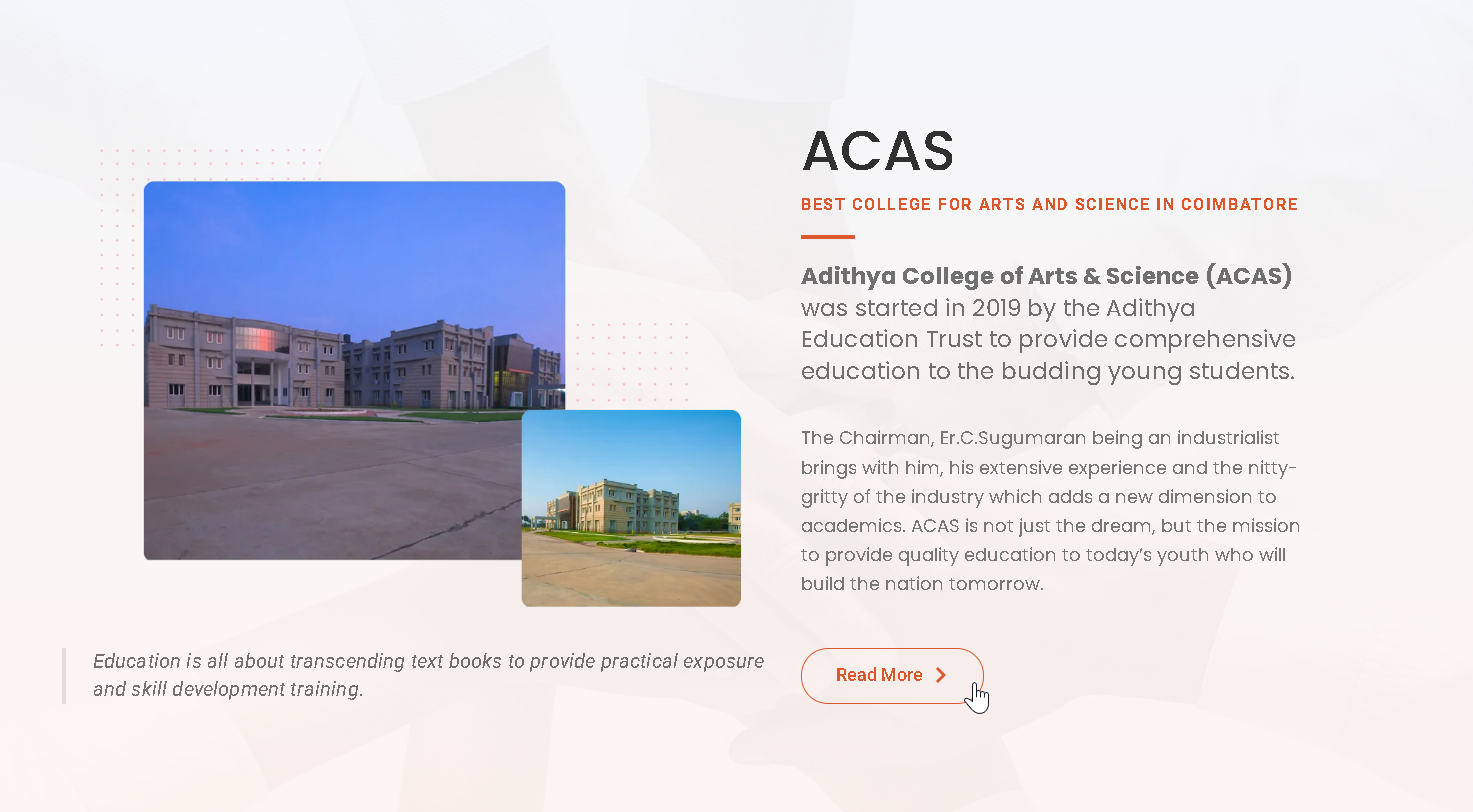 ACAS
BEST COLLEGE FOR ARTS AND SCIENCE IN COIMBATORE
Adithya College of Arts & Science (ACAS)
was started in 2019 by the Adithya
Education Trust to provide comprehensive
education to the budding young students.
The Chairman, Er.C.Sugumaran being an industrialist
brings with him, his extensive experience and the nitty-
gritty of the industry which adds a new dimension to
academics. ACAS is not just the dream, but the mission
to provide quality education to today’s youth who will
build the nation tomorrow.
Education is all about transcending text books to provide practical exposure
and skill development training.
Read More